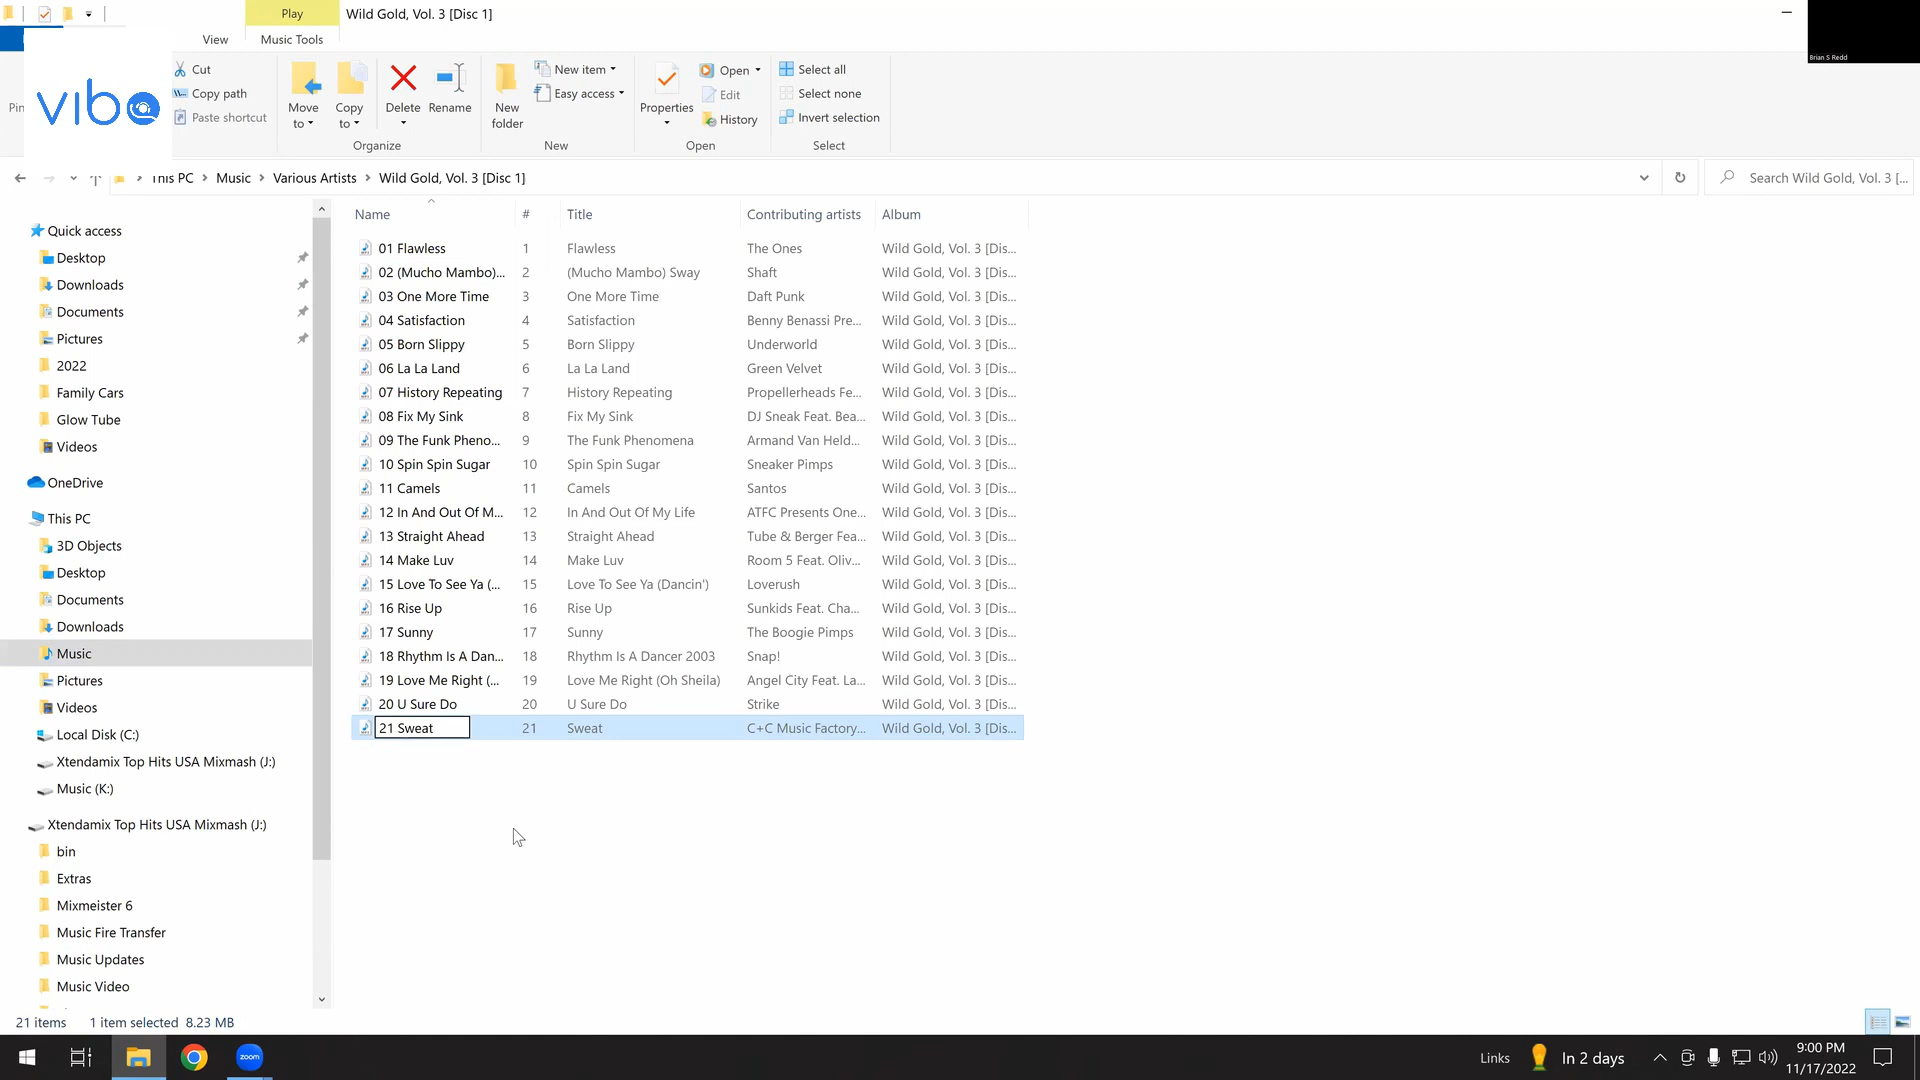 Play
Wild Gold, Vol. 3 [Disc 1]
View
Music Tools
Brian S Redd
vibo
Pin
Cut
Copy path
Paste shortcut
Move to
Copy to
Delete
Rename
Organize
New folder
New item
Easy access
New
Properties
Open
Edit
History
Open
Select all
Select none
Invert selection
Select
This PC > Music > Various Artists > Wild Gold, Vol. 3 [Disc 1]
Search Wild Gold, Vol. 3 [...
Name # Title Contributing artists Album
01 Flawless 1 Flawless The Ones Wild Gold, Vol. 3 [Dis...
02 (Mucho Mambo)... 2 (Mucho Mambo) Sway Shaft Wild Gold, Vol. 3 [Dis...
03 One More Time 3 One More Time Daft Punk Wild Gold, Vol. 3 [Dis...
04 Satisfaction 4 Satisfaction Benny Benassi Pre... Wild Gold, Vol. 3 [Dis...
05 Born Slippy 5 Born Slippy Underworld Wild Gold, Vol. 3 [Dis...
06 La La Land 6 La La Land Green Velvet Wild Gold, Vol. 3 [Dis...
07 History Repeating 7 History Repeating Propellerheads Fe... Wild Gold, Vol. 3 [Dis...
08 Fix My Sink 8 Fix My Sink DJ Sneak Feat. Bea... Wild Gold, Vol. 3 [Dis...
09 The Funk Pheno... 9 The Funk Phenomena Armand Van Held... Wild Gold, Vol. 3 [Dis...
10 Spin Spin Sugar 10 Spin Spin Sugar Sneaker Pimps Wild Gold, Vol. 3 [Dis...
11 Camels 11 Camels Santos Wild Gold, Vol. 3 [Dis...
12 In And Out Of M... 12 In And Out Of My Life ATFC Presents One... Wild Gold, Vol. 3 [Dis...
13 Straight Ahead 13 Straight Ahead Tube & Berger Fea... Wild Gold, Vol. 3 [Dis...
14 Make Luv 14 Make Luv Room 5 Feat. Oliv... Wild Gold, Vol. 3 [Dis...
15 Love To See Ya (... 15 Love To See Ya (Dancin') Loverush Wild Gold, Vol. 3 [Dis...
16 Rise Up 16 Rise Up Sunkids Feat. Cha... Wild Gold, Vol. 3 [Dis...
17 Sunny 17 Sunny The Boogie Pimps Wild Gold, Vol. 3 [Dis...
18 Rhythm Is A Dan... 18 Rhythm Is A Dancer 2003 Snap! Wild Gold, Vol. 3 [Dis...
19 Love Me Right (... 19 Love Me Right (Oh Sheila) Angel City Feat. La... Wild Gold, Vol. 3 [Dis...
20 U Sure Do 20 U Sure Do Strike Wild Gold, Vol. 3 [Dis...
21 Sweat 21 Sweat C+C Music Factory... Wild Gold, Vol. 3 [Dis...
Quick access
Desktop
Downloads
Documents
Pictures
2022
Family Cars
Glow Tube
Videos
OneDrive
This PC
3D Objects
Desktop
Documents
Downloads
Music
Pictures
Videos
Local Disk (C:)
Xtendamix Top Hits USA Mixmash (J:)
Music (K:)
Xtendamix Top Hits USA Mixmash (J:)
bin
Extras
Mixmeister 6
Music Fire Transfer
Music Updates
Music Video
21 items 1 item selected 8.23 MB
zoom
Links
In 2 days
9:00 PM
11/17/2022